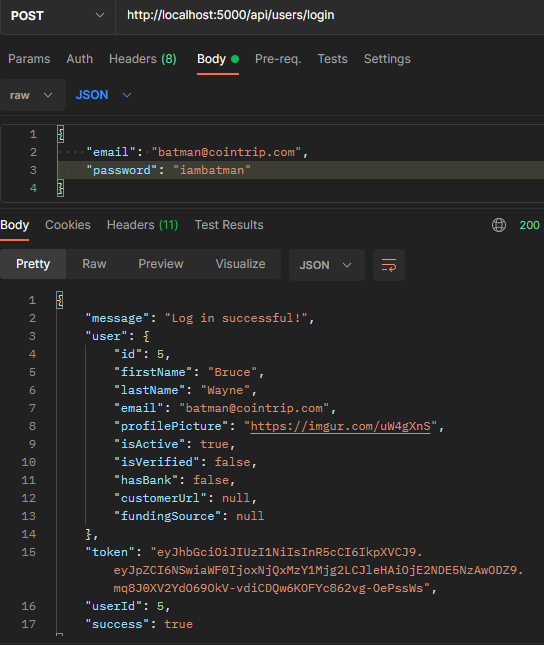 POST http://localhost:5000/api/users/login
Params Auth Headers (8) Body Pre-req. Tests Settings
raw JSON
1 {
2 "email": "batman@cointrip.com",
3 "password": "iambatman"
4 }
Body Cookies Headers (11) Test Results 200
Pretty Raw Preview Visualize JSON
1 {
2 "message": "Log in successful!",
3 "user": {
4 "id": 5,
5 "firstName": "Bruce",
6 "lastName": "Wayne",
7 "email": "batman@cointrip.com",
8 "profilePicture": "https://imgur.com/uW4gXnS",
9 "isActive": true,
10 "isVerified": false,
11 "hasBank": false,
12 "customerUrl": null,
13 "fundingSource": null
14 },
15 "token": "eyJhbGciOiJIUzI1NiIsInR5cCI6IkpXVCJ9.
eyJpZCI6NSwiaWF0IjoxNjQxMzY1Mjg2LCJleHAiOjE2NDE5NzAwODZ9.
mq8J0XV2YdO69OkV-vdiCDQw6KOFYc862vg-OePssWs",
16 "userId": 5,
17 "success": true